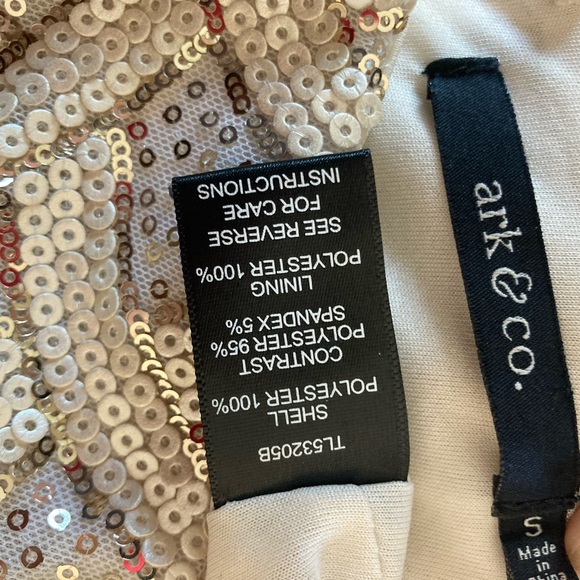 TL53205B
SHELL
POLYESTER 100%
CONTRAST
POLYESTER 95%
SPANDEX 5%
LINING
POLYESTER 100%
SEE REVERSE
FOR CARE
INSTRUCTIONS
ark & co.
S
Made
in